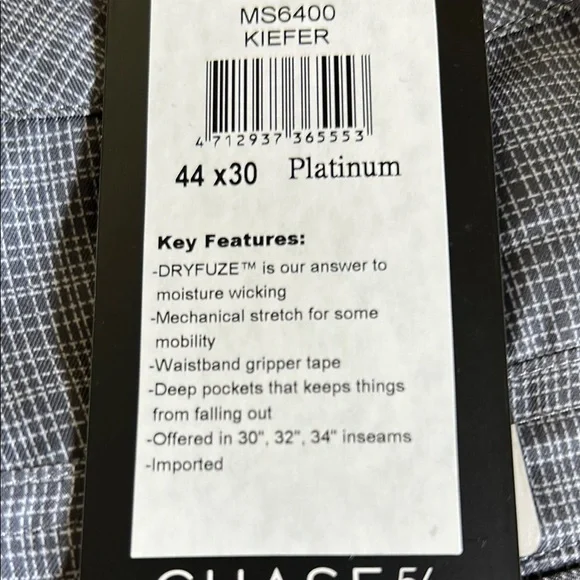 MS6400
KIEFER
4 712937 365553
44 x30 Platinum
Key Features:
-DRYFUZE™ is our answer to
moisture wicking
-Mechanical stretch for some
mobility
-Waistband gripper tape
-Deep pockets that keeps things
from falling out
-Offered in 30", 32", 34" inseams
-Imported
CHASE54